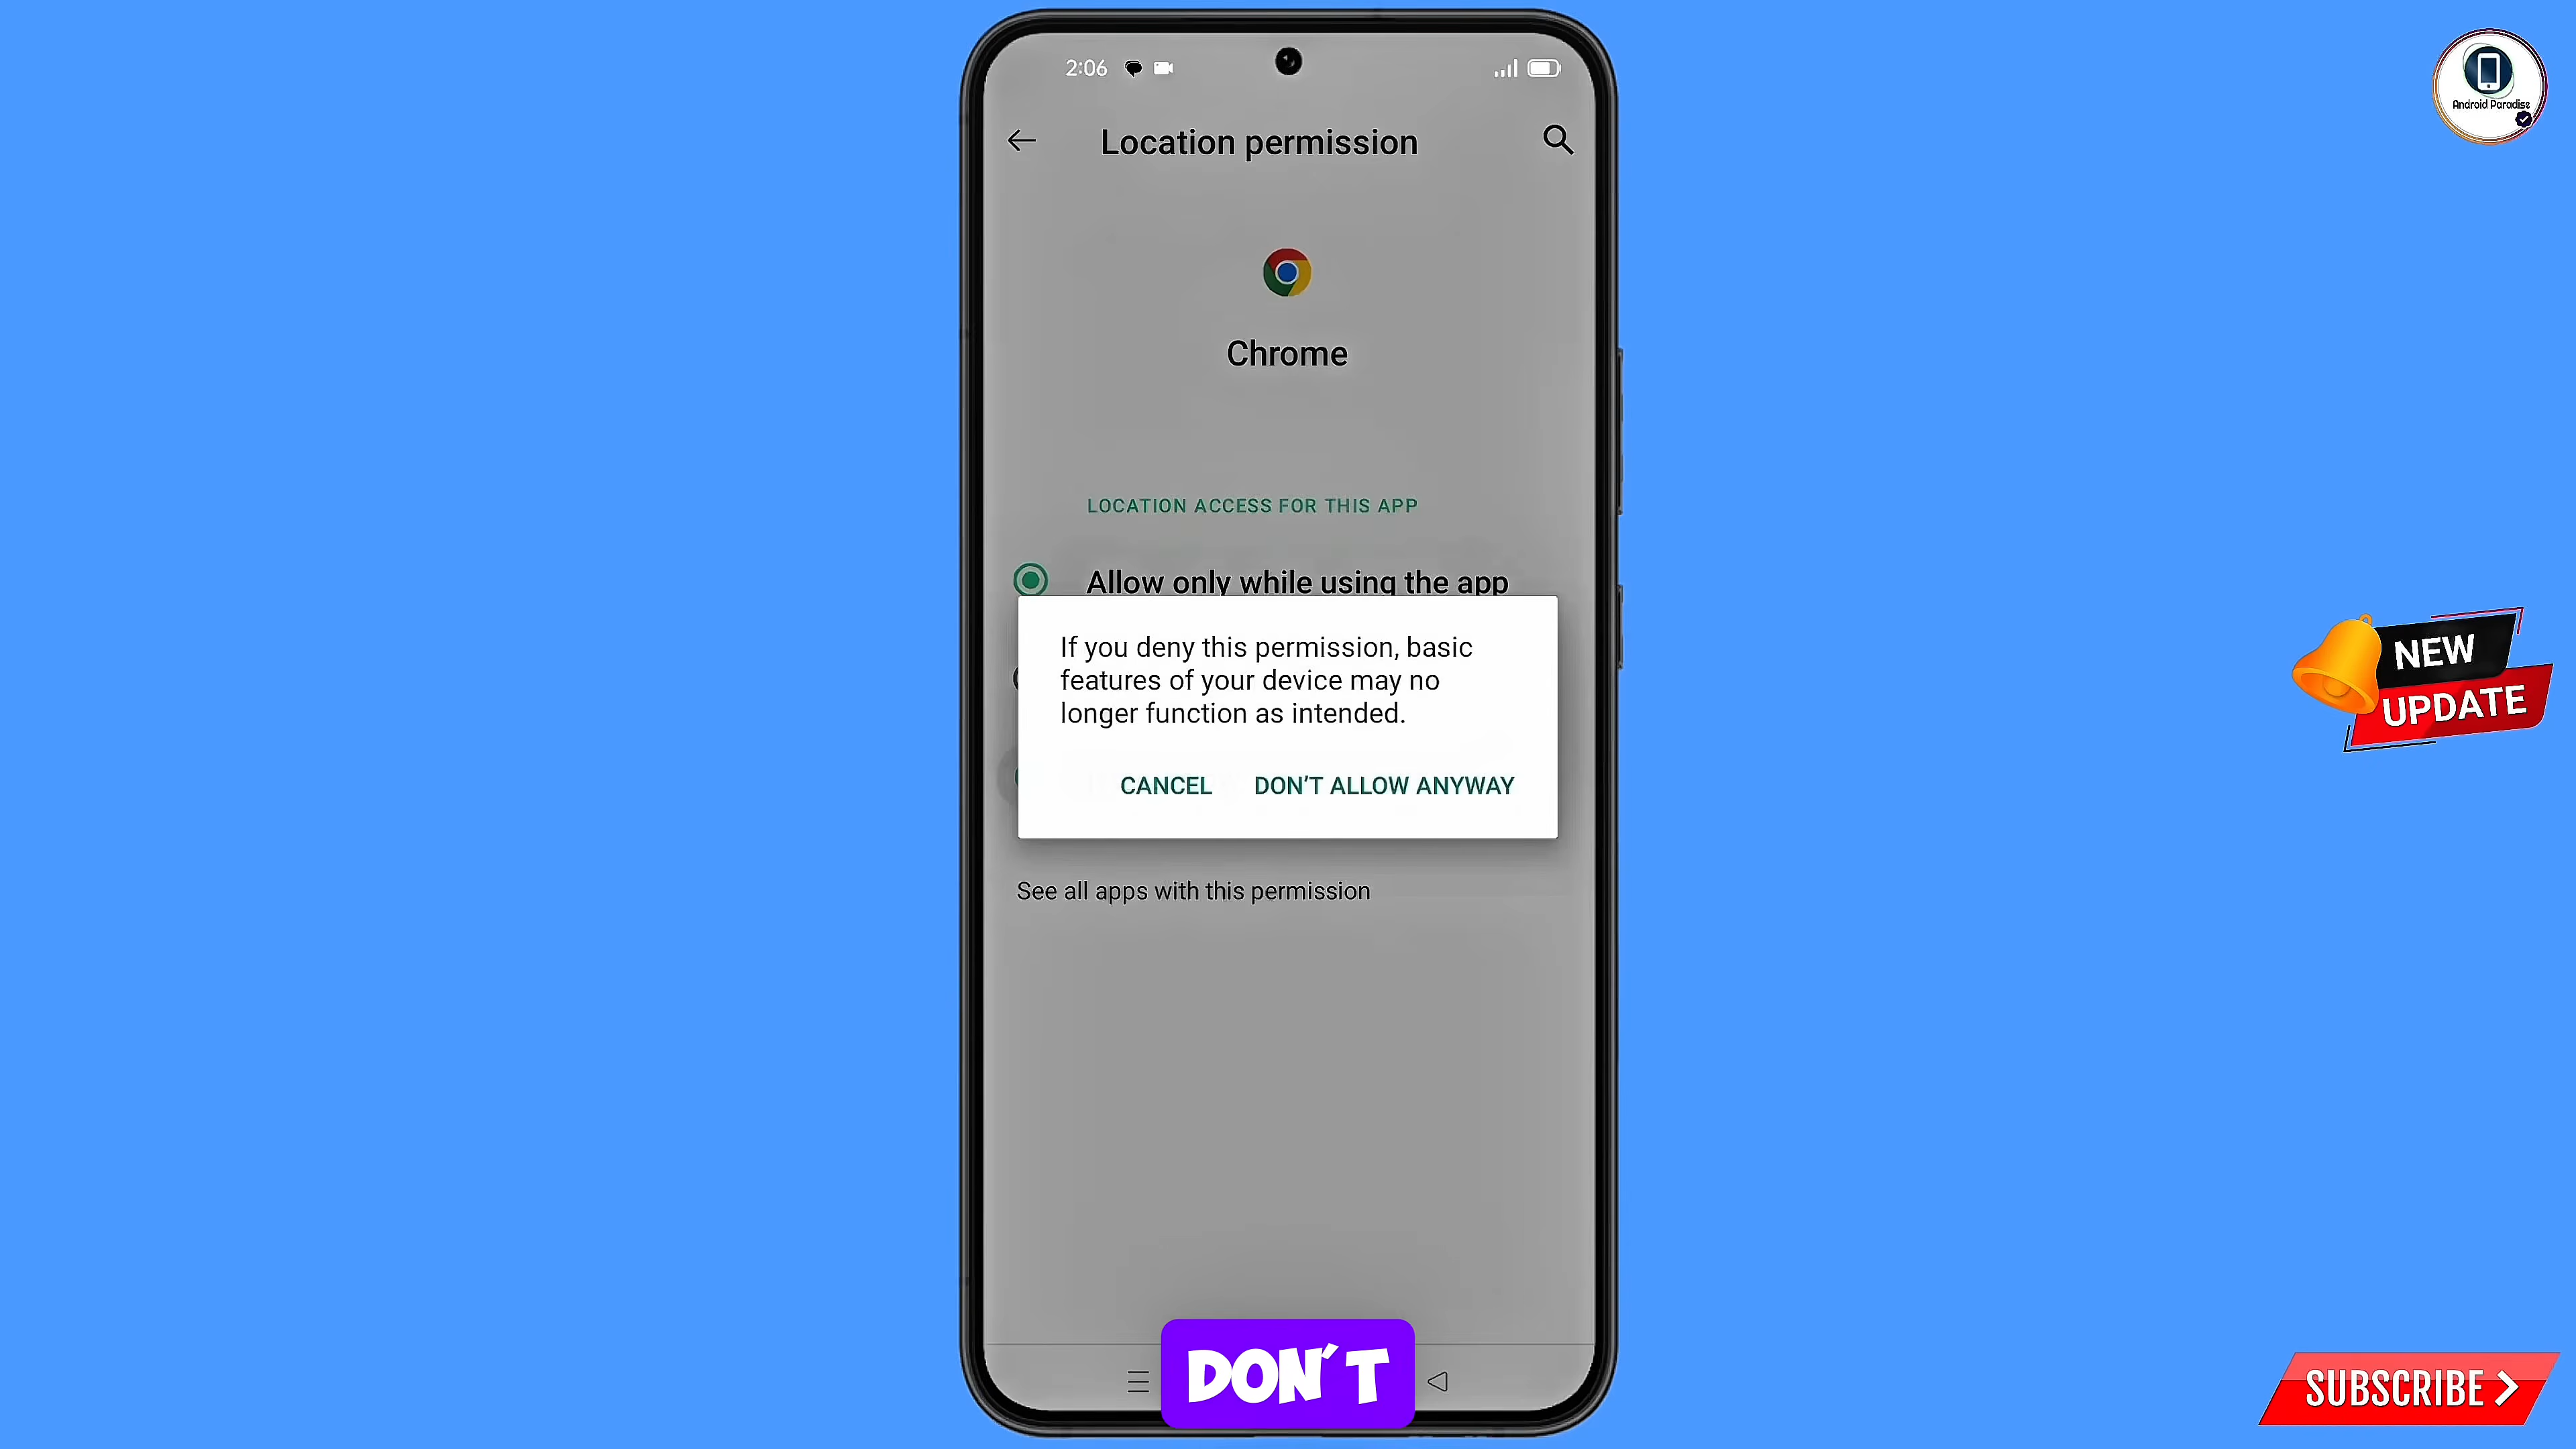 2:06
Android Paradise
Location permission
Chrome
LOCATION ACCESS FOR THIS APP
Allow only while using the app
If you deny this permission, basic
features of your device may no
longer function as intended.
CANCEL DON'T ALLOW ANYWAY
NEW
UPDATE
See all apps with this permission
DON'T
SUBSCRIBE